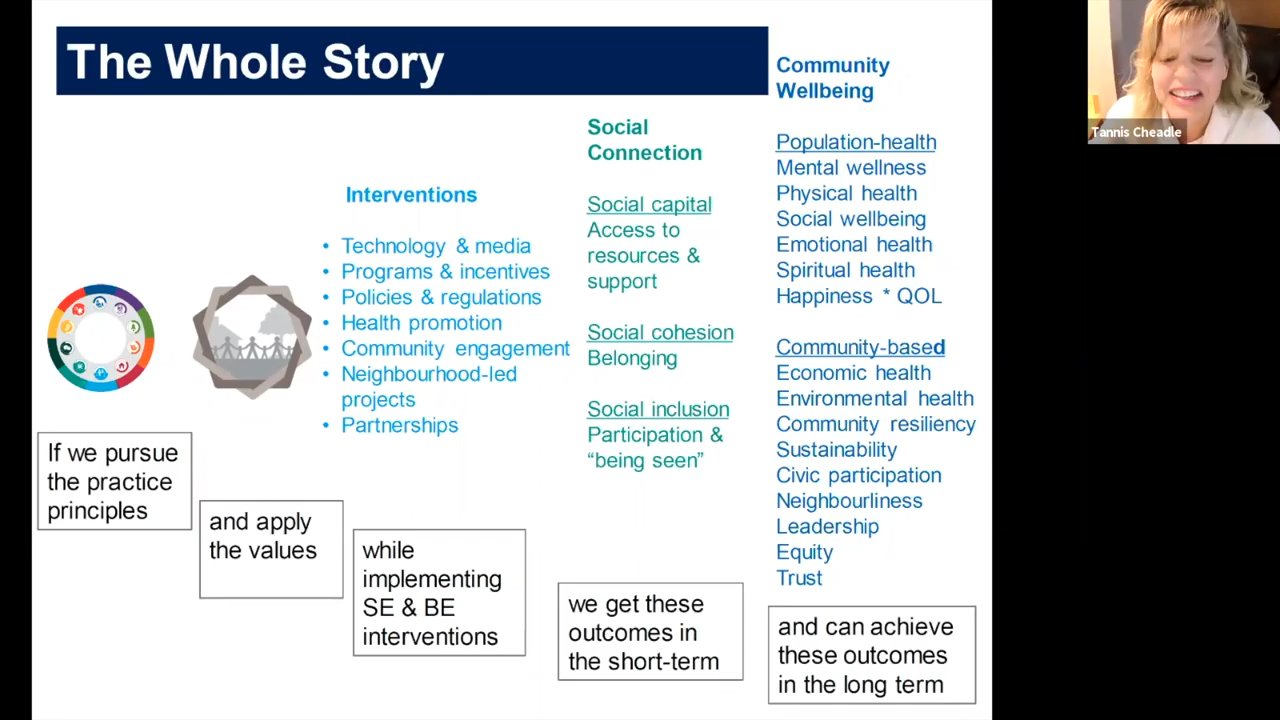 The Whole Story
Community
Wellbeing
Social
Connection
Interventions
• Technology & media
• Programs & incentives
• Policies & regulations
• Health promotion
• Community engagement
• Neighbourhood-led
projects
• Partnerships
Social capital
Access to
resources &
support
Social cohesion
Belonging
Social inclusion
Participation &
“being seen”
Population-health
Mental wellness
Physical health
Social wellbeing
Emotional health
Spiritual health
Happiness * QOL
Community-based
Economic health
Environmental health
Community resiliency
Sustainability
Civic participation
Neighbourliness
Leadership
Equity
Trust
If we pursue
the practice
principles
and apply
the values
while
implementing
SE & BE
interventions
we get these
outcomes in
the short-term
and can achieve
these outcomes
in the long term
Tannis Cheadle